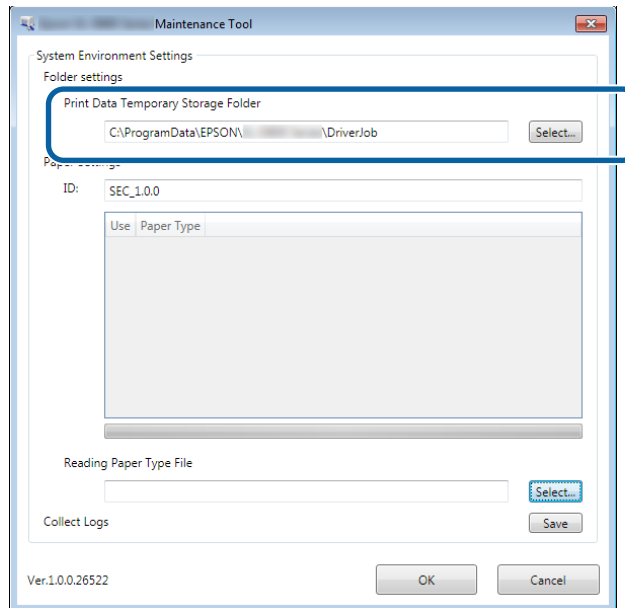 Maintenance Tool
System Environment Settings
Folder settings
Print Data Temporary Storage Folder
C:\ProgramData\EPSON\ \DriverJob Select...
Paper Settings
ID: SEC_1.0.0
Use Paper Type
Reading Paper Type File
Select...
Collect Logs Save
Ver.1.0.0.26522 OK Cancel